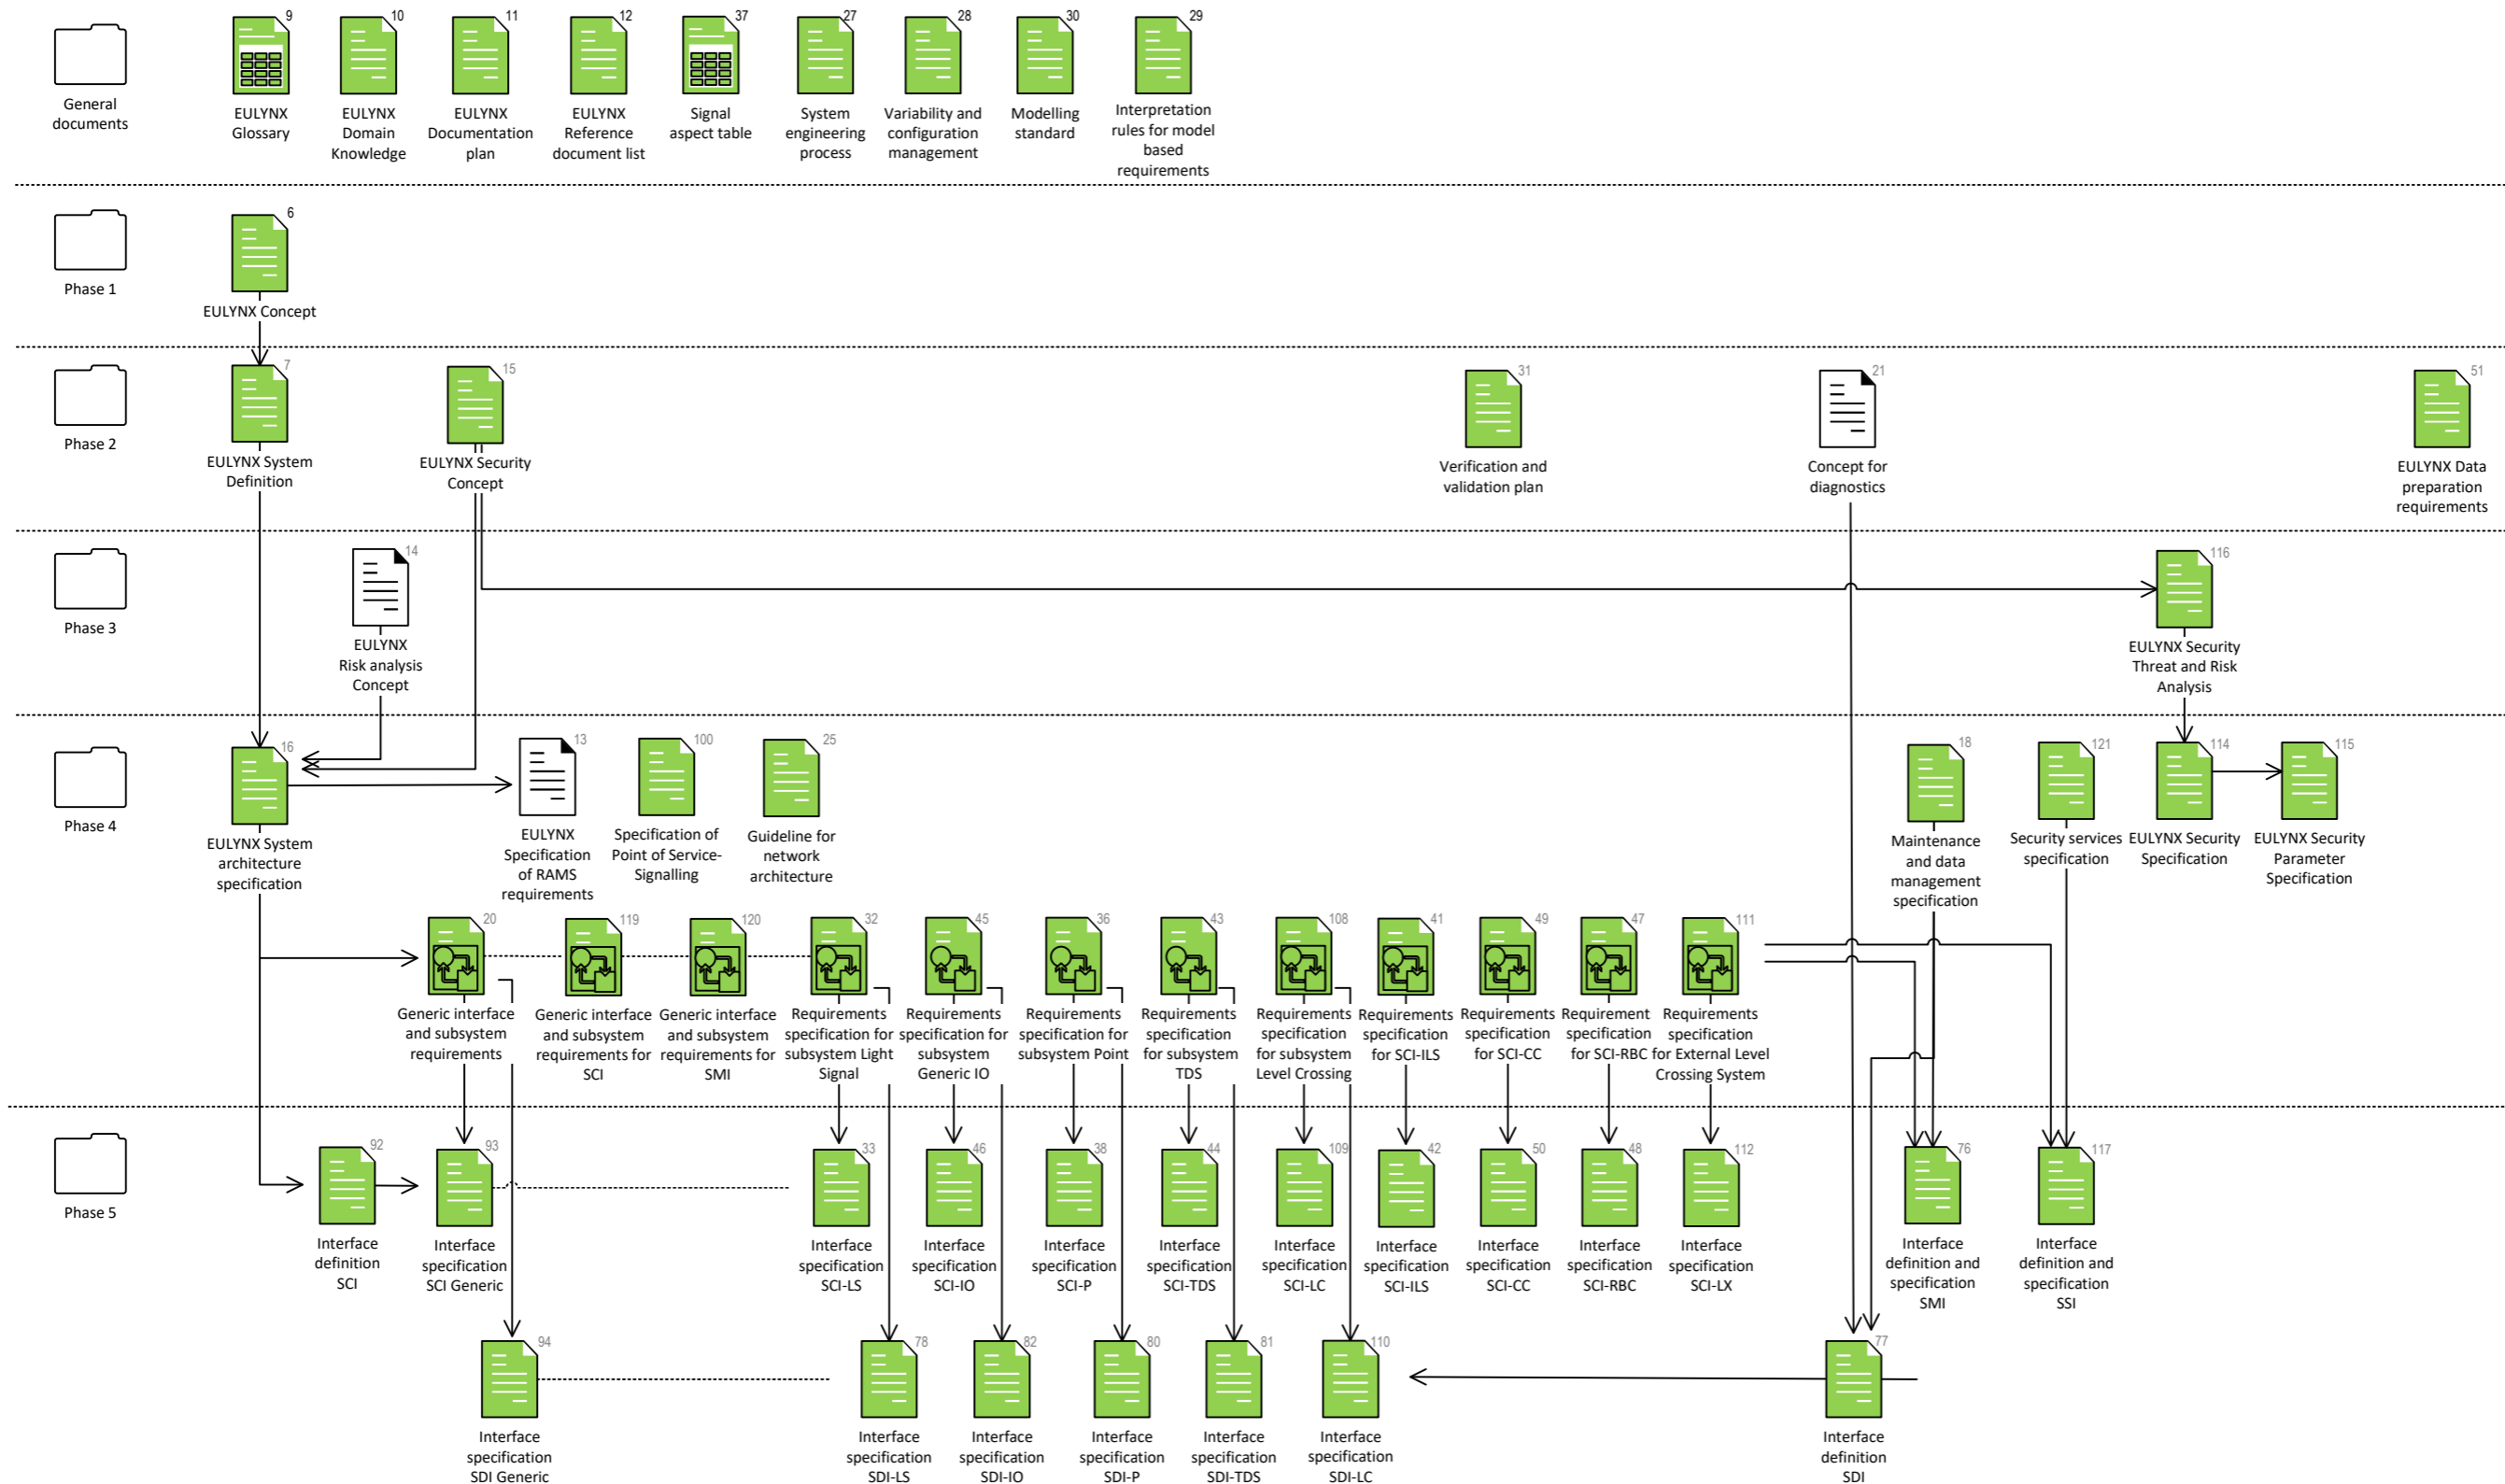 9
10
11
12
37
27
28
30
29
General
documents
EULYNX
Glossary
EULYNX
Domain
Knowledge
EULYNX
Documentation
plan
EULYNX
Reference
document list
Signal
aspect table
System
engineering
process
Variability and
configuration
management
Modelling
standard
Interpretation
rules for model
based
requirements
6
Phase 1
EULYNX Concept
7
15
31
21
51
Phase 2
EULYNX System
Definition
EULYNX Security
Concept
Verification and
validation plan
Concept for
diagnostics
EULYNX Data
preparation
requirements
14
116
Phase 3
EULYNX
Risk analysis
Concept
EULYNX Security
Threat and Risk
Analysis
16
13
100
25
18
121
114
115
Phase 4
EULYNX System
architecture
specification
EULYNX
Specification
of RAMS
requirements
Specification of
Point of Service-
Signalling
Guideline for
network
architecture
Maintenance
and data
management
specification
Security services
specification
EULYNX Security
Specification
EULYNX Security
Parameter
Specification
20
119
120
32
45
36
43
108
41
49
47
111
Generic interface
and subsystem
requirements
Generic interface
and subsystem
requirements for
SCI
Generic interface
and subsystem
requirements for
SMI
Requirements
specification for
subsystem Light
Signal
Requirements
specification for
subsystem
Generic IO
Requirements
specification for
subsystem Point
Requirements
specification
for subsystem
TDS
Requirements
specification
for subsystem
Level Crossing
Requirements
specification
for SCI-ILS
Requirements
specification
for SCI-CC
Requirement
specification
for SCI-RBC
Requirements
specification
for External Level
Crossing System
92
93
33
46
38
44
109
42
50
48
112
76
117
Phase 5
Interface
definition
SCI
Interface
specification
SCI Generic
Interface
specification
SCI-LS
Interface
specification
SCI-IO
Interface
specification
SCI-P
Interface
specification
SCI-TDS
Interface
specification
SCI-LC
Interface
specification
SCI-ILS
Interface
specification
SCI-CC
Interface
specification
SCI-RBC
Interface
specification
SCI-LX
Interface
definition and
specification
SMI
Interface
definition and
specification
SSI
94
78
82
80
81
110
77
Interface
specification
SDI Generic
Interface
specification
SDI-LS
Interface
specification
SDI-IO
Interface
specification
SDI-P
Interface
specification
SDI-TDS
Interface
specification
SDI-LC
Interface
definition
SDI